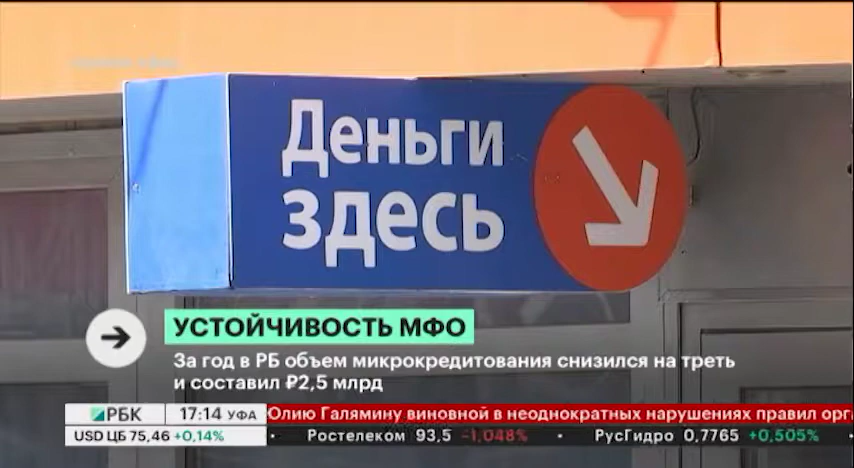 Деньги
здесь
УСТОЙЧИВОСТЬ МФО
За год в РБ объем микрокредитования снизился на треть
и составил ₽2,5 млрд
РБК 17:14 УФА Юлию Галямину виновной в неоднократных нарушениях правил орга
USD ЦБ 75,46 +0,14% • Ростелеком 93,5 -1,048% • РусГидро 0,7765 +0,505%